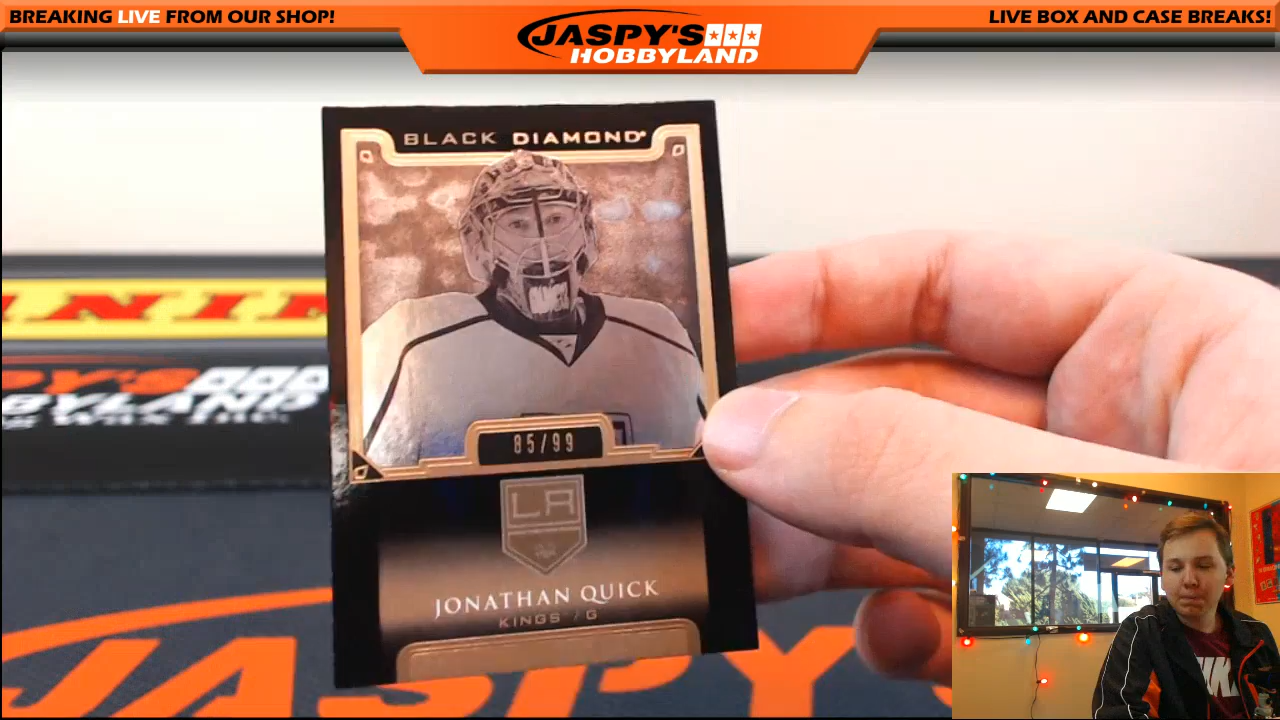 BREAKING LIVE FROM OUR SHOP!
JASPY'S
HOBBYLAND
LIVE BOX AND CASE BREAKS!
BLACK DIAMOND
85/99
LA
JONATHAN QUICK
KINGS / G
JASPY'S